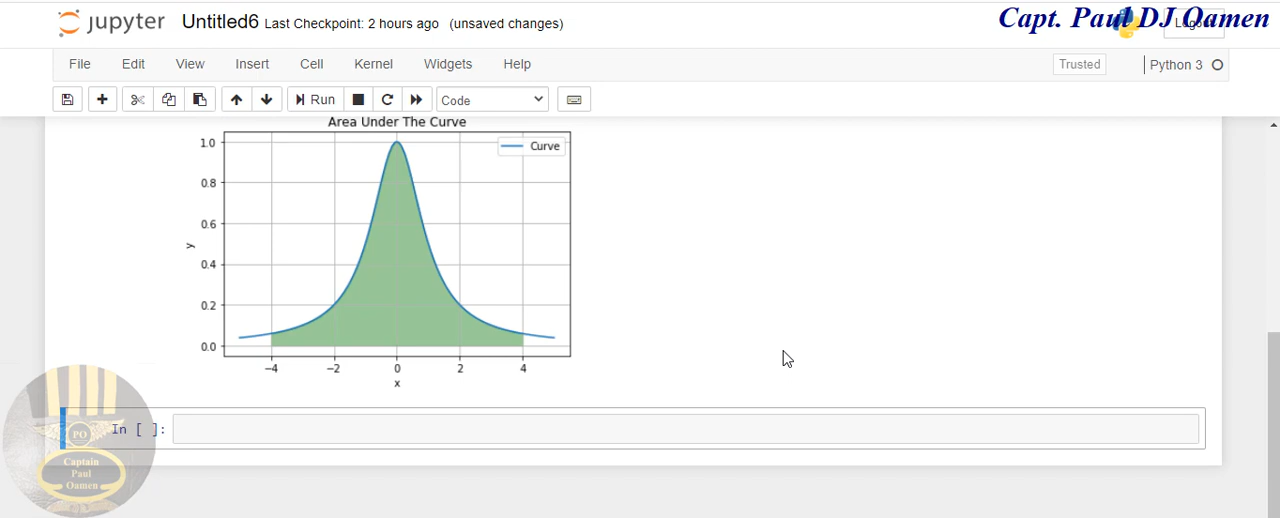 jupyter Untitled6 Last Checkpoint: 2 hours ago (unsaved changes)
Capt. Paul DJ Oamen
File Edit View Insert Cell Kernel Widgets Help
Trusted Python 3
Run Code
Area Under The Curve
Curve
1.0
0.8
0.6
0.4
0.2
0.0
y
−4 −2 0 2 4
x
In [ ]:
PO
Captain
Paul
Oamen